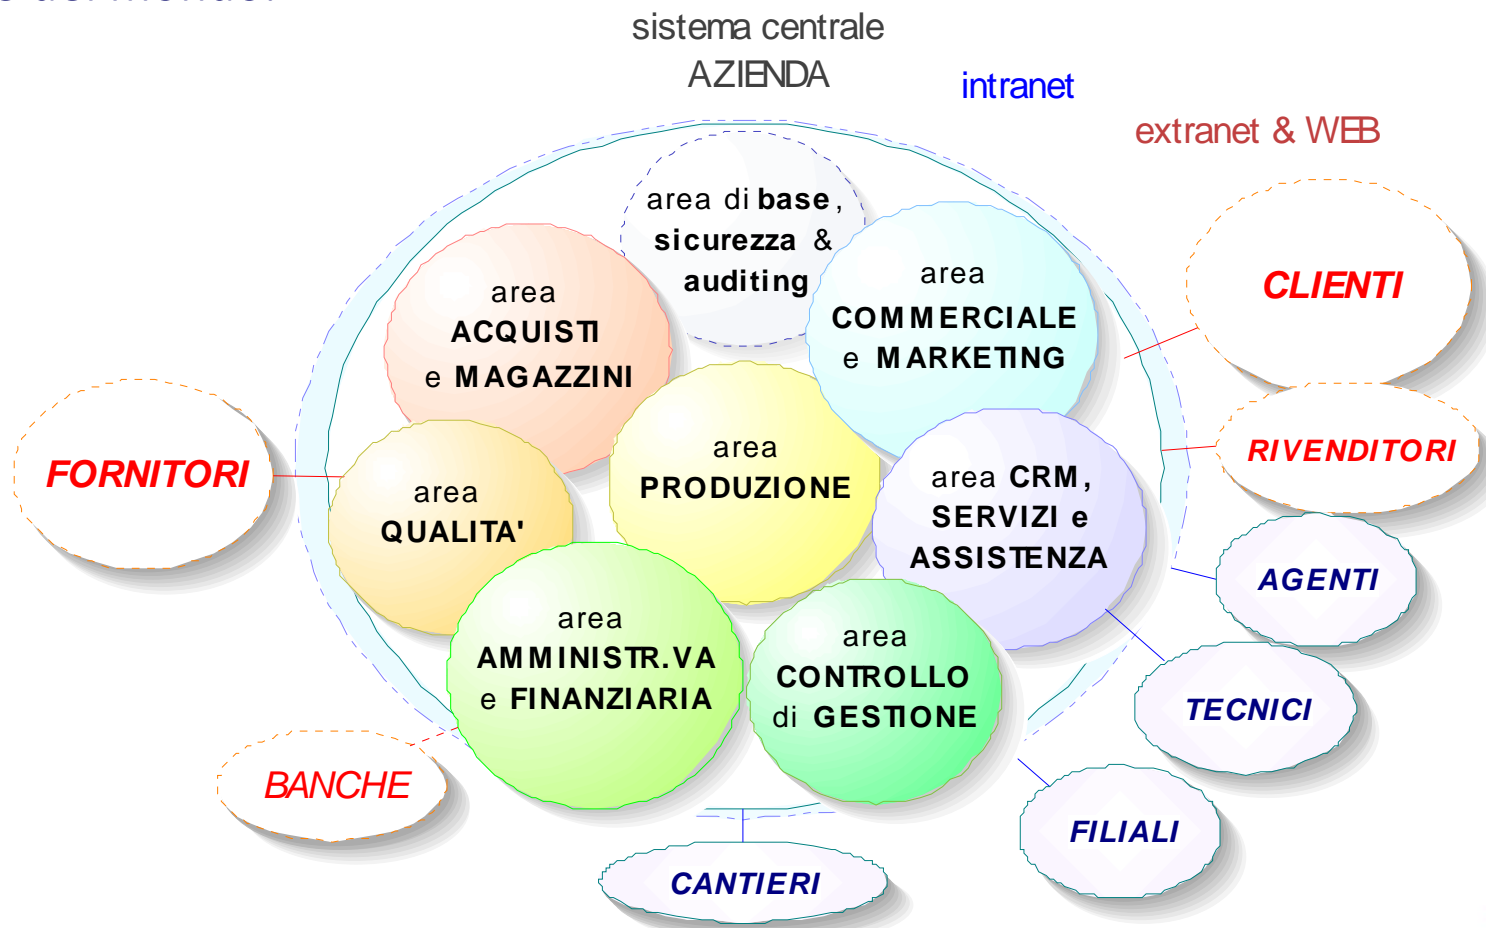 sistema centrale
AZIENDA
intranet
extranet & WEB
area di base,
sicurezza &
auditing
area
ACQUISTI
e MAGAZZINI
area
COMMERCIALE
e MARKETING
CLIENTI
FORNITORI
area
QUALITA'
area
PRODUZIONE
area CRM,
SERVIZI e
ASSISTENZA
RIVENDITORI
AGENTI
area
AMMINISTR.VA
e FINANZIARIA
area
CONTROLLO
di GESTIONE
TECNICI
BANCHE
FILIALI
CANTIERI